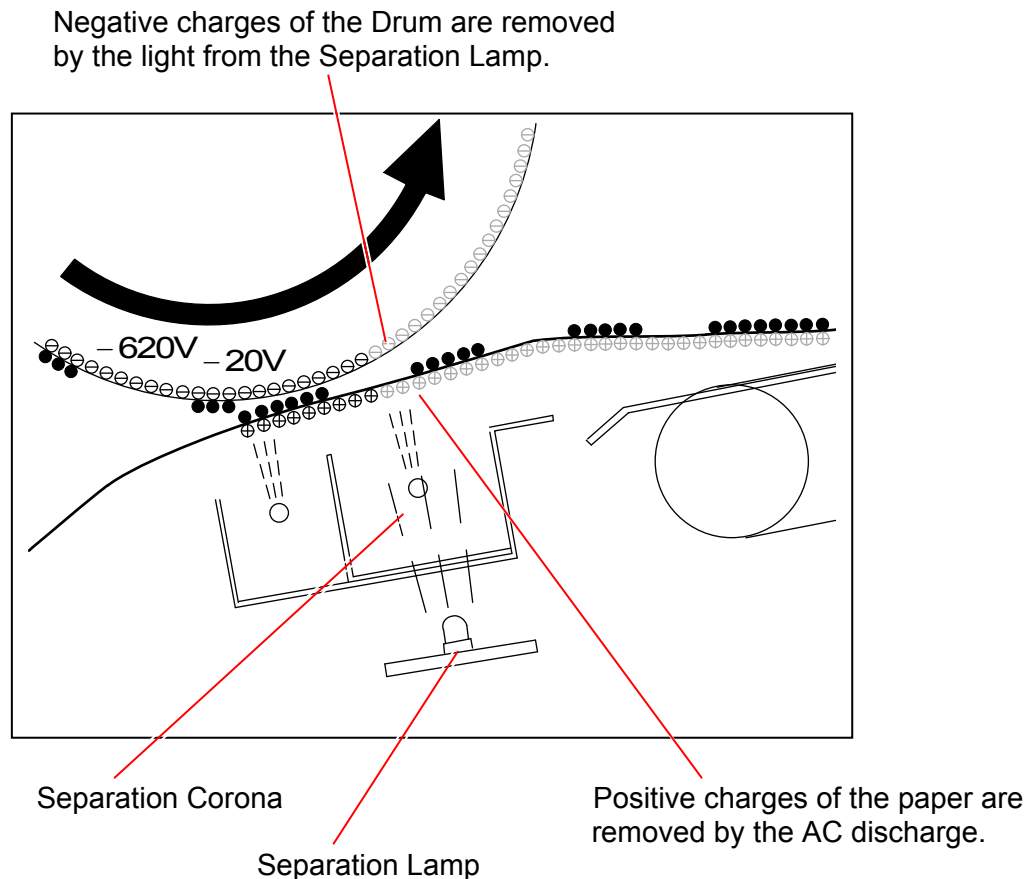 Negative charges of the Drum are removed
by the light from the Separation Lamp.
−620V
−20V
Separation Corona
Positive charges of the paper are
removed by the AC discharge.
Separation Lamp